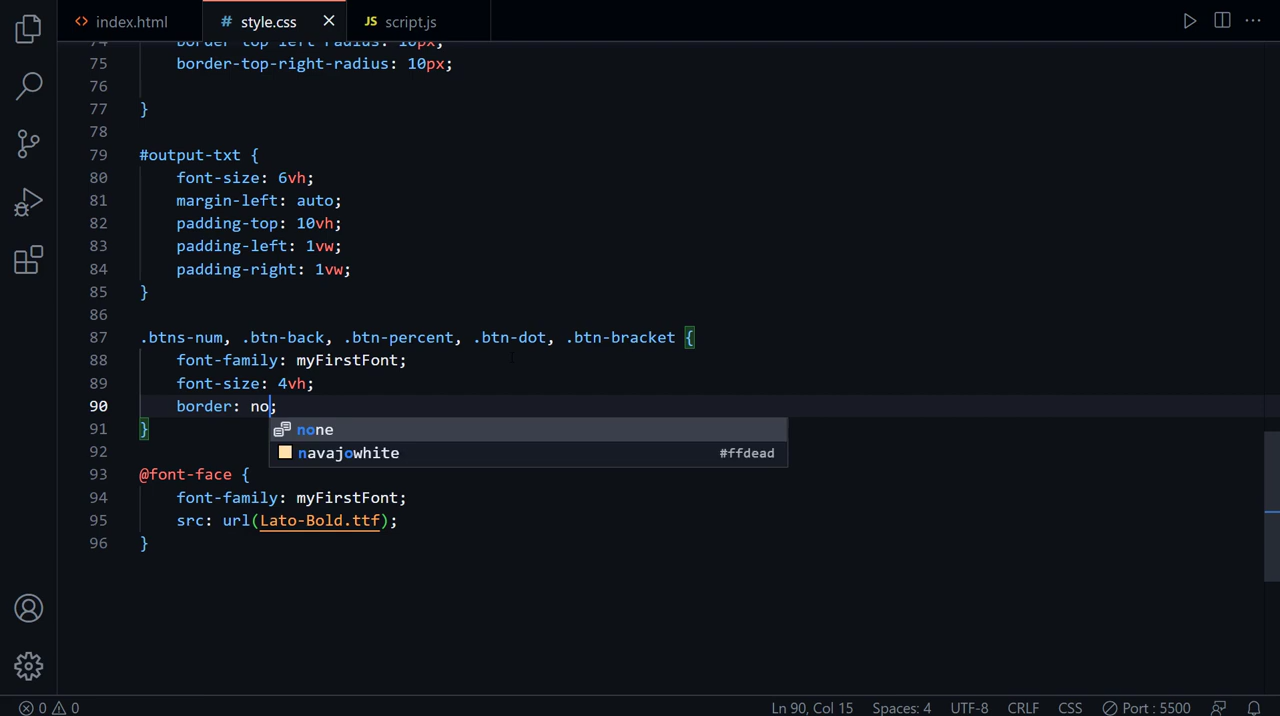 index.html # style.css JS script.js
74 border-top-left-radius: 10px;
75 border-top-right-radius: 10px;
76
77 }
78
79 #output-txt {
80 font-size: 6vh;
81 margin-left: auto;
82 padding-top: 10vh;
83 padding-left: 1vw;
84 padding-right: 1vw;
85 }
86
87 .btns-num, .btn-back, .btn-percent, .btn-dot, .btn-bracket {
88 font-family: myFirstFont;
89 font-size: 4vh;
90 border: no;
none
91 }
navajowhite #ffdead
92
93 @font-face {
94 font-family: myFirstFont;
95 src: url(Lato-Bold.ttf);
96 }
0 0 Ln 90, Col 15 Spaces: 4 UTF-8 CRLF CSS Port : 5500